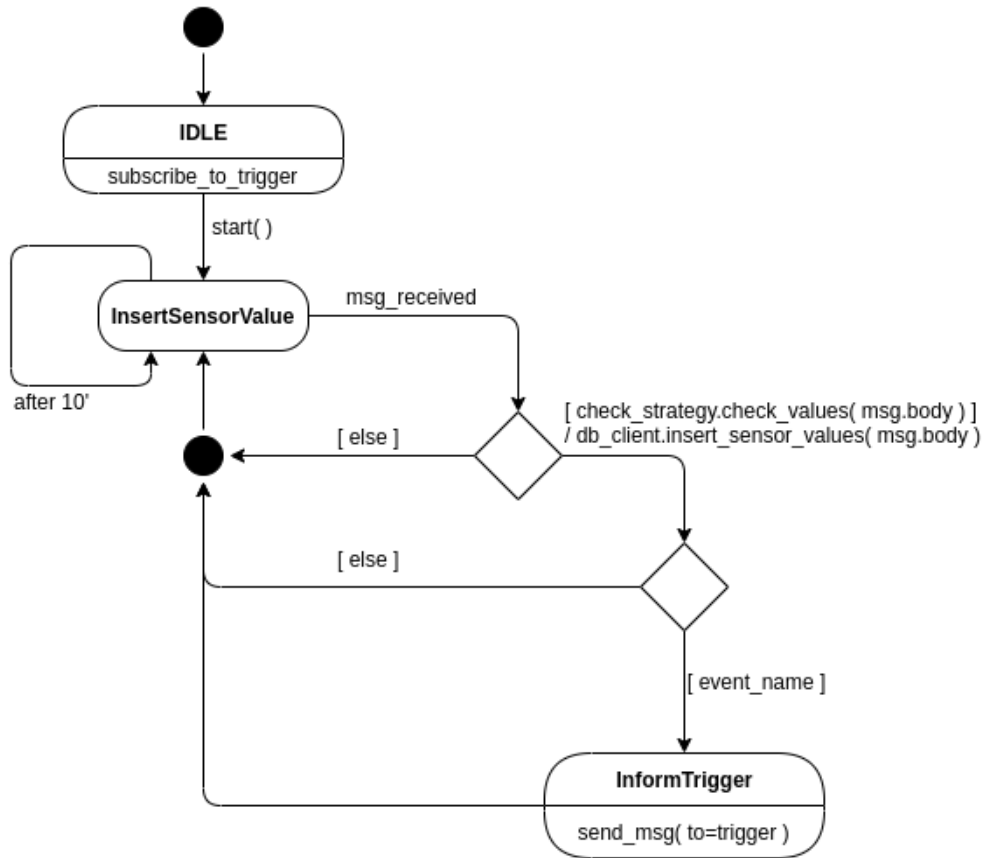 IDLE
subscribe_to_trigger
start( )
InsertSensorValue
msg_received
after 10'
[ check_strategy.check_values( msg.body ) ]
/ db_client.insert_sensor_values( msg.body )
[ else ]
[ else ]
[ event_name ]
InformTrigger
send_msg( to=trigger )